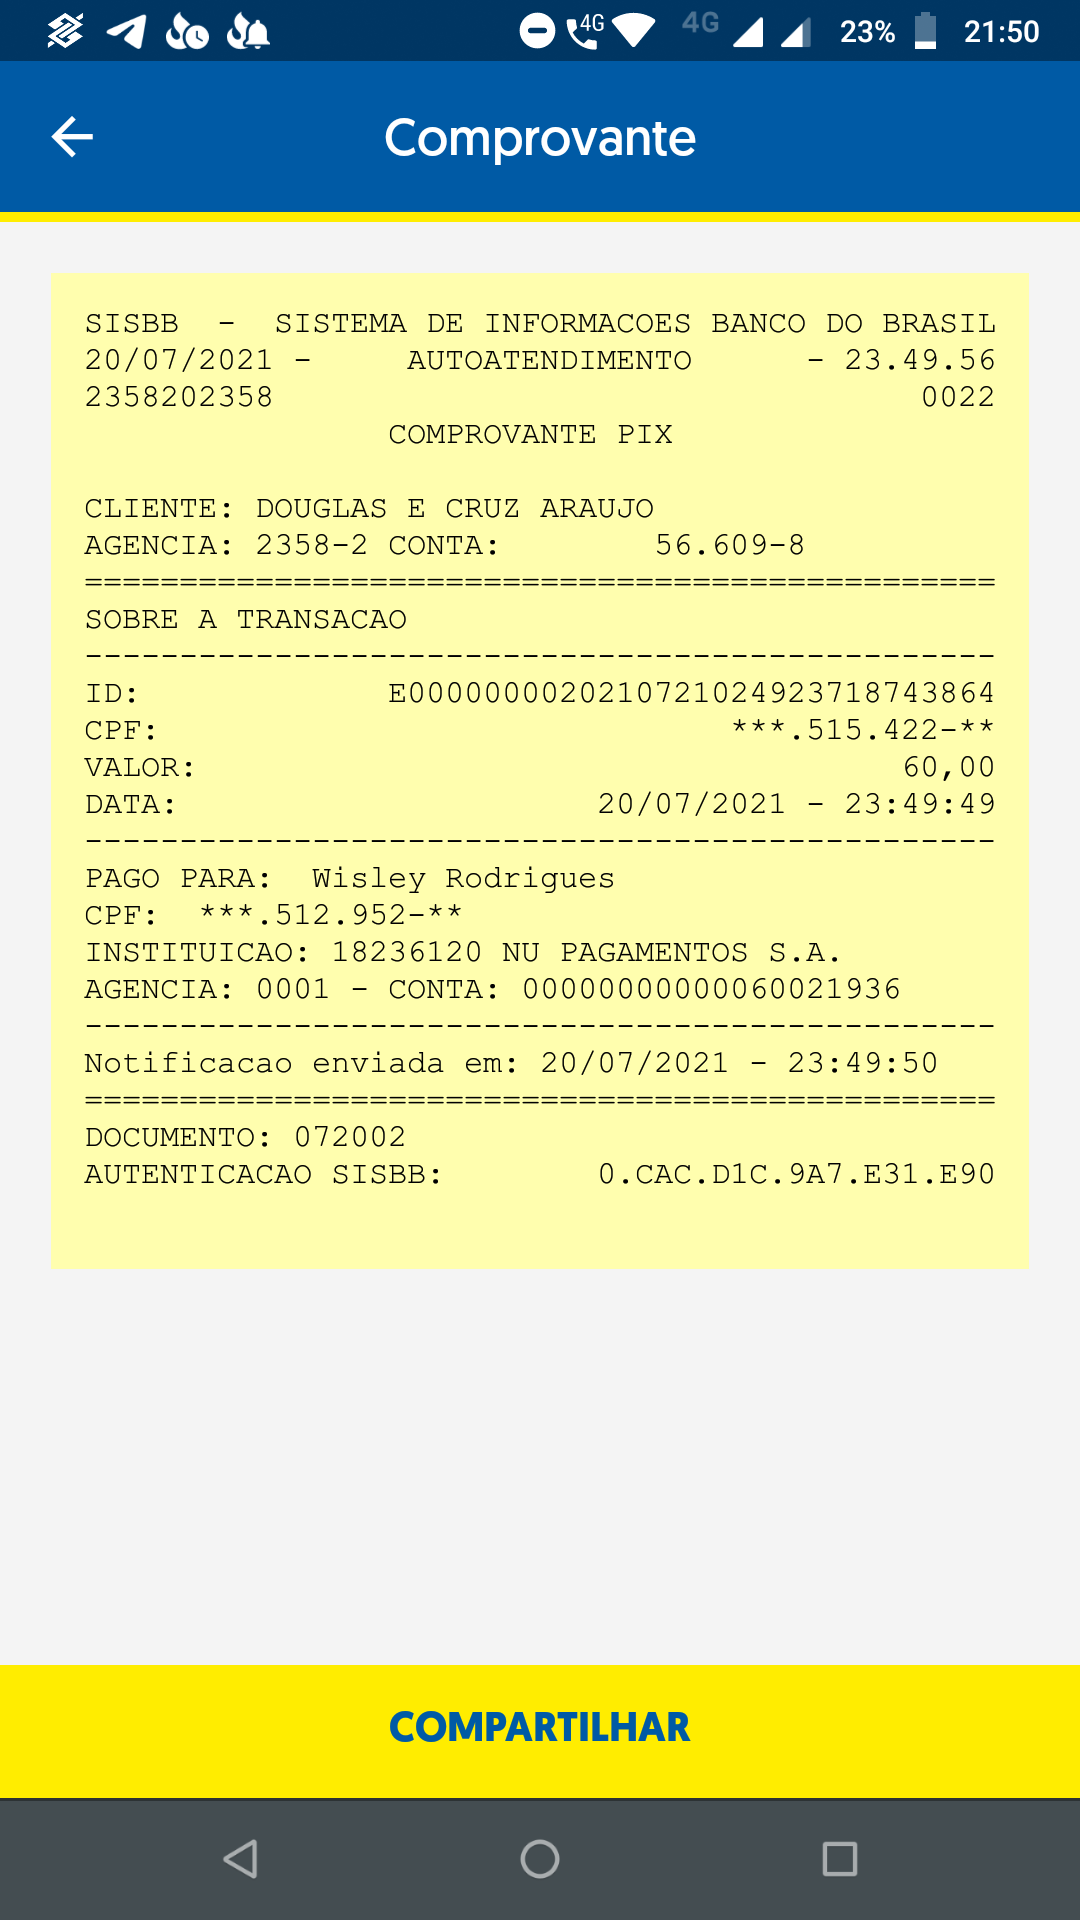 4G 4G 23% 21:50
Comprovante
SISBB - SISTEMA DE INFORMACOES BANCO DO BRASIL
20/07/2021 - AUTOATENDIMENTO - 23.49.56
2358202358 0022
COMPROVANTE PIX
CLIENTE: DOUGLAS E CRUZ ARAUJO
AGENCIA: 2358-2 CONTA: 56.609-8
================================================
SOBRE A TRANSACAO
------------------------------------------------
ID: E0000000020210721024923718743864
CPF: ***.515.422-**
VALOR: 60,00
DATA: 20/07/2021 - 23:49:49
------------------------------------------------
PAGO PARA: Wisley Rodrigues
CPF: ***.512.952-**
INSTITUICAO: 18236120 NU PAGAMENTOS S.A.
AGENCIA: 0001 - CONTA: 00000000000060021936
------------------------------------------------
Notificacao enviada em: 20/07/2021 - 23:49:50
================================================
DOCUMENTO: 072002
AUTENTICACAO SISBB: 0.CAC.D1C.9A7.E31.E90
COMPARTILHAR